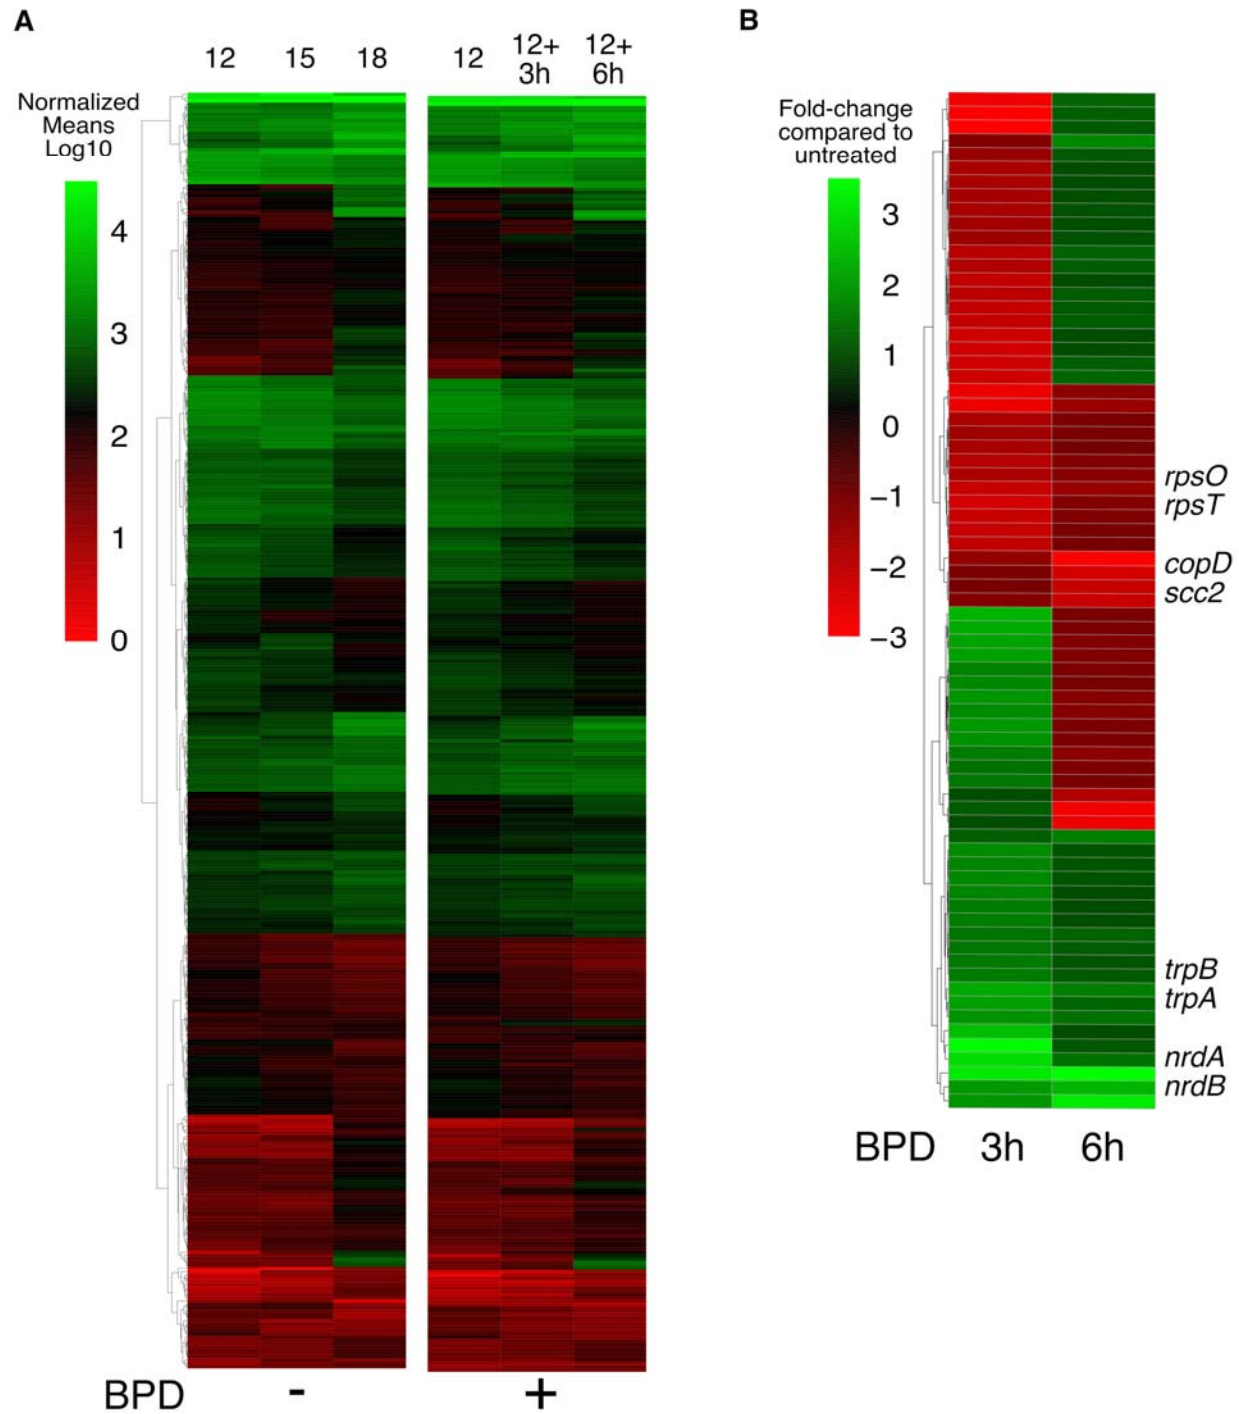 A
12 15 18 12 12+ 3h 12+ 6h
Normalized
Means
Log10
4
3
2
1
0
BPD - +
B
Fold-change
compared to
untreated
3
2
1
0
−1
−2
−3
rpsO
rpsT
copD
scc2
trpB
trpA
nrdA
nrdB
BPD 3h 6h